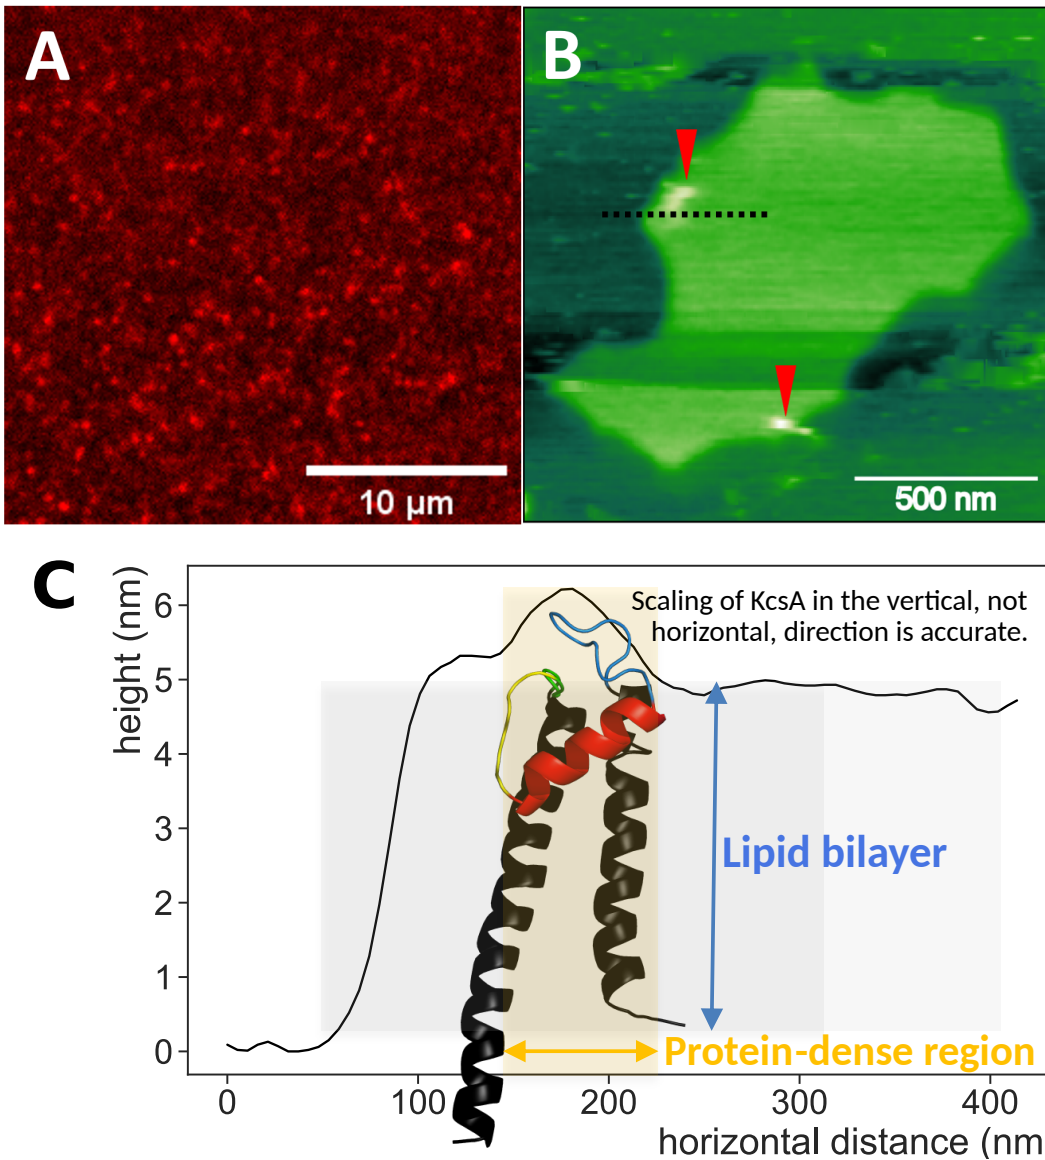 A
B
10 µm
500 nm
C
height (nm)
6
5
4
3
2
1
0
Scaling of KcsA in the vertical, not
horizontal, direction is accurate.
Lipid bilayer
Protein-dense region
0
100
200
300
400
horizontal distance (nm